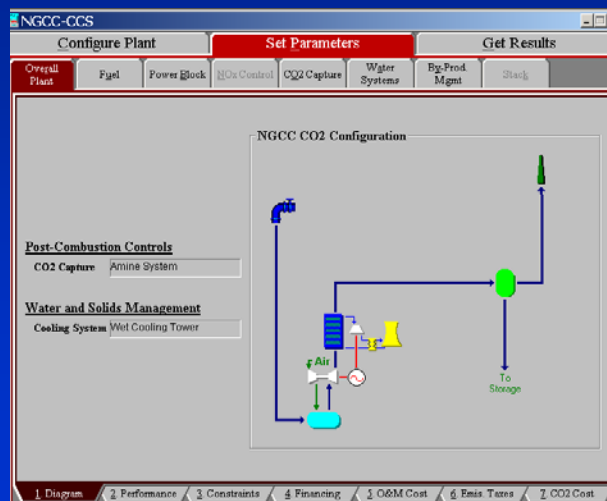 NGCC-CCS
Configure Plant
Set Parameters
Get Results
Overall Plant
Fuel
Power Block
NOx Control
CO2 Capture
Water Systems
By-Prod. Mgmt
Stack
NGCC CO2 Configuration
Post-Combustion Controls
CO2 Capture Amine System
Water and Solids Management
Cooling System Wet Cooling Tower
Air
To
Storage
1 Diagram
2 Performance
3 Constraints
4 Financing
5 O&M Cost
6 Emis. Taxes
7 CO2 Cost